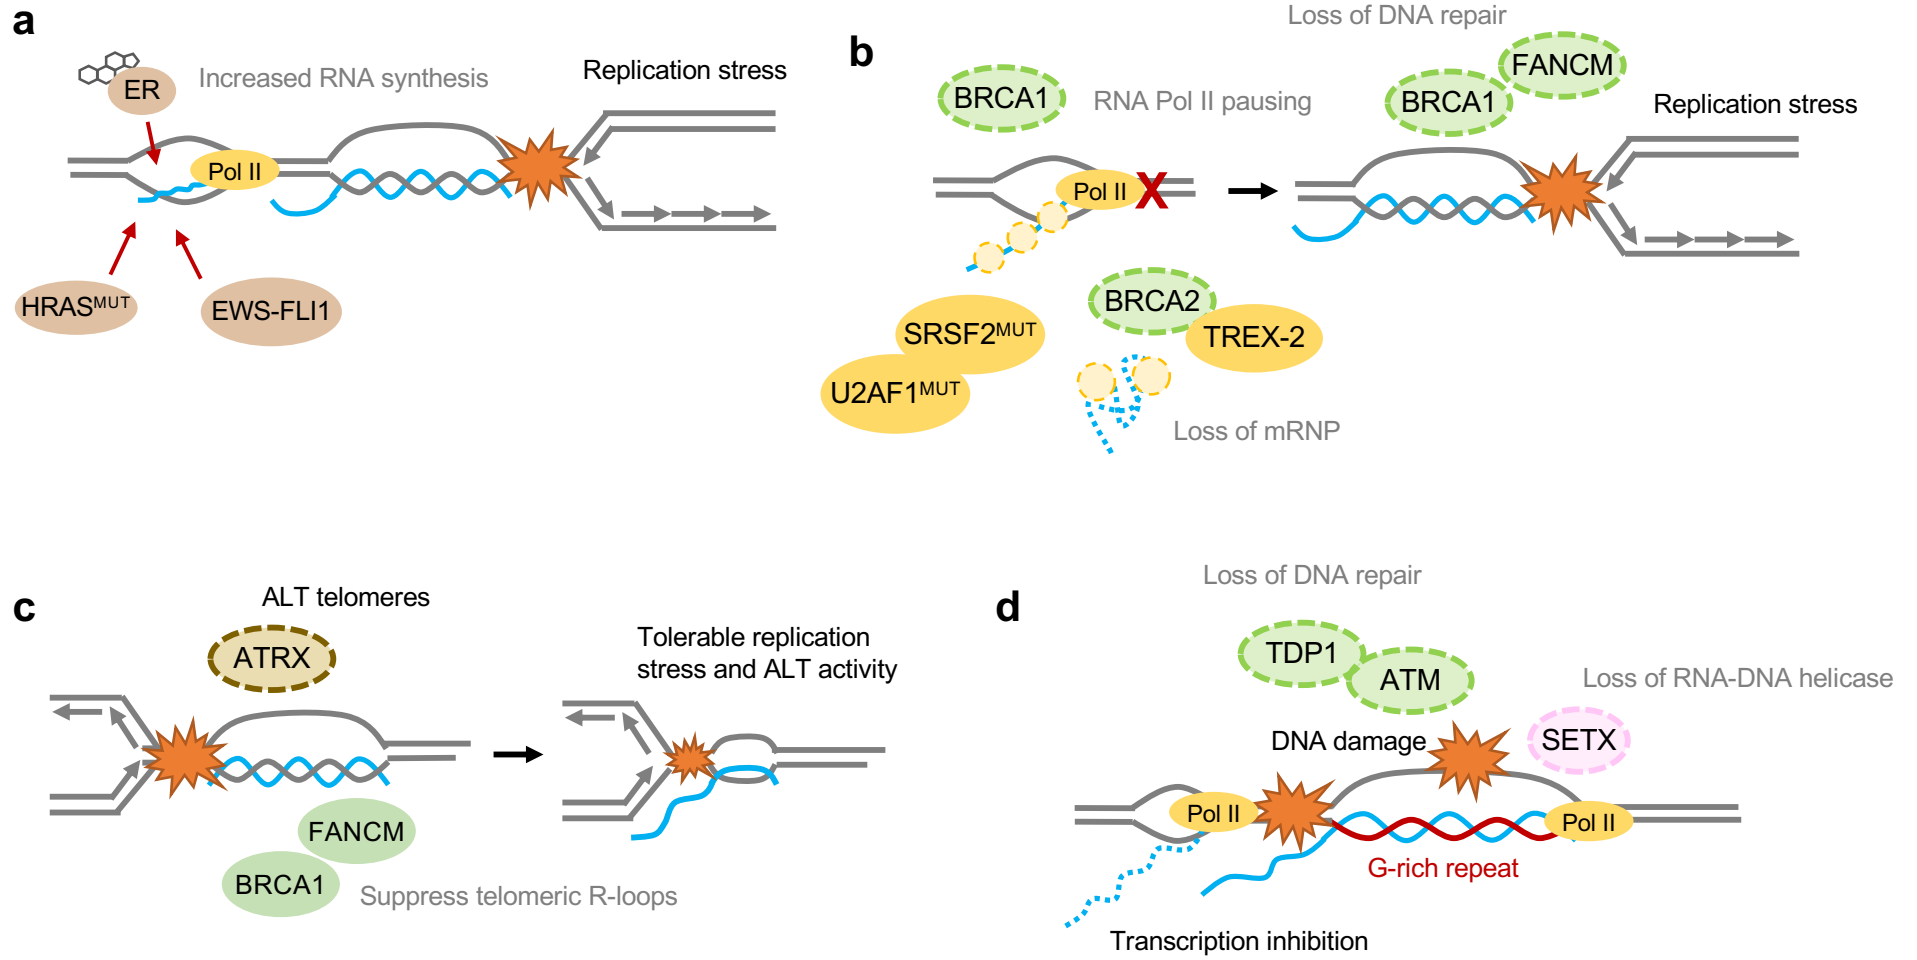 a
ER
Increased RNA synthesis
Replication stress
Pol II
HRASMUT
EWS-FLI1
b
Loss of DNA repair
BRCA1
RNA Pol II pausing
BRCA1
FANCM
Replication stress
Pol II
X
BRCA2
TREX-2
SRSF2MUT
U2AF1MUT
Loss of mRNP
c
ALT telomeres
ATRX
Tolerable replication
stress and ALT activity
FANCM
BRCA1
Suppress telomeric R-loops
d
Loss of DNA repair
TDP1
ATM
Loss of RNA-DNA helicase
SETX
DNA damage
Pol II
Pol II
G-rich repeat
Transcription inhibition